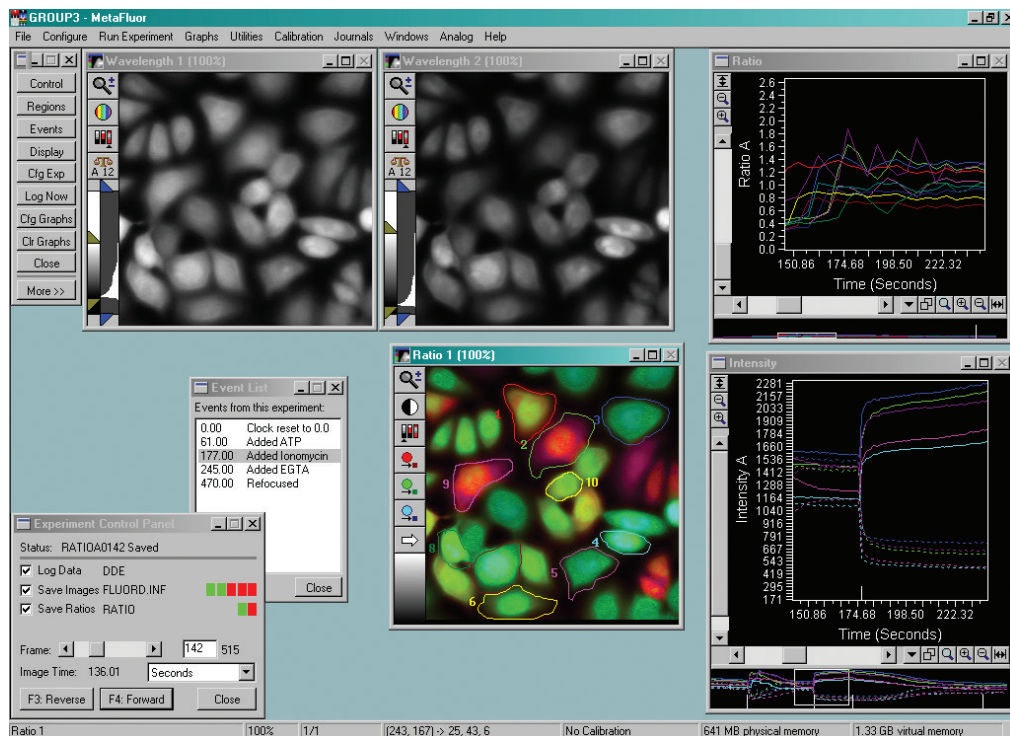 GROUP3 - MetaFluor
File Configure Run Experiment Graphs Utilities Calibration Journals Windows Analog Help
Control
Regions
Events
Display
Cfg Exp
Log Now
Cfg Graphs
Clr Graphs
Close
More >>
Wavelength 1 (100%)
A 12
Wavelength 2 (100%)
A 12
Ratio
2.6
2.4
2.2
2.0
1.8
1.6
1.4
1.2
1.0
0.8
0.6
0.4
0.2
0.0
Ratio A
150.86 174.68 198.50 222.32
Time (Seconds)
Event List
Events from this experiment:
0.00 Clock reset to 0.0
61.00 Added ATP
177.00 Added Ionomycin
245.00 Added EGTA
470.00 Refocused
Close
Ratio 1 (100%)
1
2
3
9
10
8
4
5
6
Intensity
2281
2157
2033
1909
1784
1660
1536
1412
1288
1164
1040
916
791
667
543
419
295
171
Intensity A
150.86 174.68 198.50 222.32
Time (Seconds)
Experiment Control Panel
Status: RATIOA0142 Saved
Log Data DDE
Save Images FLUORD.INF
Save Ratios RATIO
Frame: 142 515
Image Time: 136.01 Seconds
F3: Reverse F4: Forward Close
Ratio 1 100% 1/1 (243, 167) -> 25, 43, 6 No Calibration 641 MB physical memory 1.33 GB virtual memory